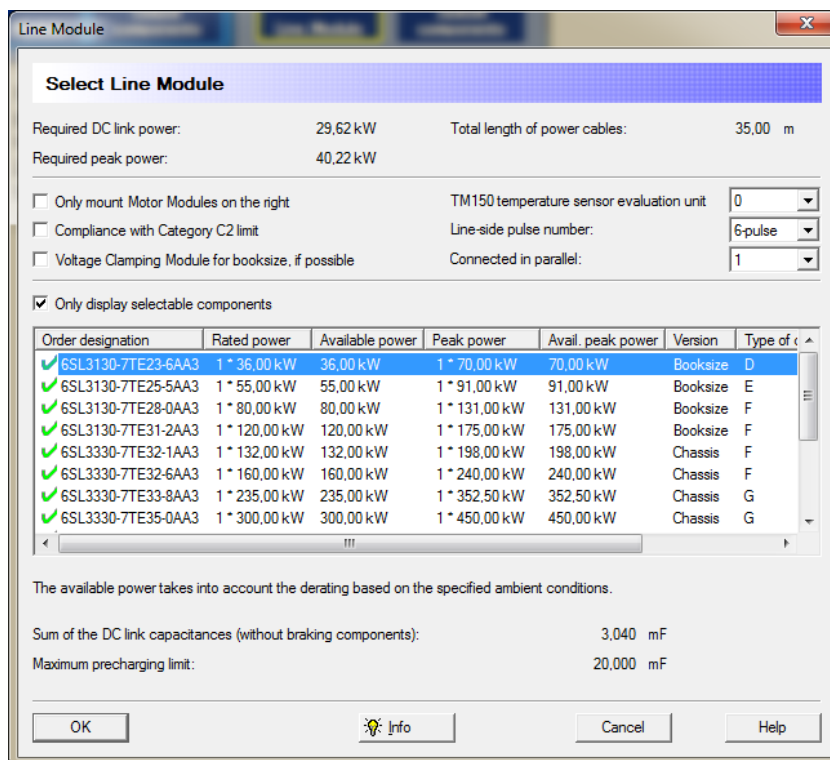 Line Module
Select Line Module
Required DC link power: 29,62 kW Total length of power cables: 35,00 m
Required peak power: 40,22 kW
Only mount Motor Modules on the right TM150 temperature sensor evaluation unit 0
Compliance with Category C2 limit Line-side pulse number: 6-pulse
Voltage Clamping Module for booksize, if possible Connected in parallel: 1
Only display selectable components
Order designation Rated power Available power Peak power Avail. peak power Version Type of c
6SL3130-7TE23-6AA3 1 * 36,00 kW 36,00 kW 1 * 70,00 kW 70,00 kW Booksize D
6SL3130-7TE25-5AA3 1 * 55,00 kW 55,00 kW 1 * 91,00 kW 91,00 kW Booksize E
6SL3130-7TE28-0AA3 1 * 80,00 kW 80,00 kW 1 * 131,00 kW 131,00 kW Booksize F
6SL3130-7TE31-2AA3 1 * 120,00 kW 120,00 kW 1 * 175,00 kW 175,00 kW Booksize F
6SL3330-7TE32-1AA3 1 * 132,00 kW 132,00 kW 1 * 198,00 kW 198,00 kW Chassis F
6SL3330-7TE32-6AA3 1 * 160,00 kW 160,00 kW 1 * 240,00 kW 240,00 kW Chassis F
6SL3330-7TE33-8AA3 1 * 235,00 kW 235,00 kW 1 * 352,50 kW 352,50 kW Chassis G
6SL3330-7TE35-0AA3 1 * 300,00 kW 300,00 kW 1 * 450,00 kW 450,00 kW Chassis G
The available power takes into account the derating based on the specified ambient conditions.
Sum of the DC link capacitances (without braking components): 3,040 mF
Maximum precharging limit: 20,000 mF
OK Info Cancel Help